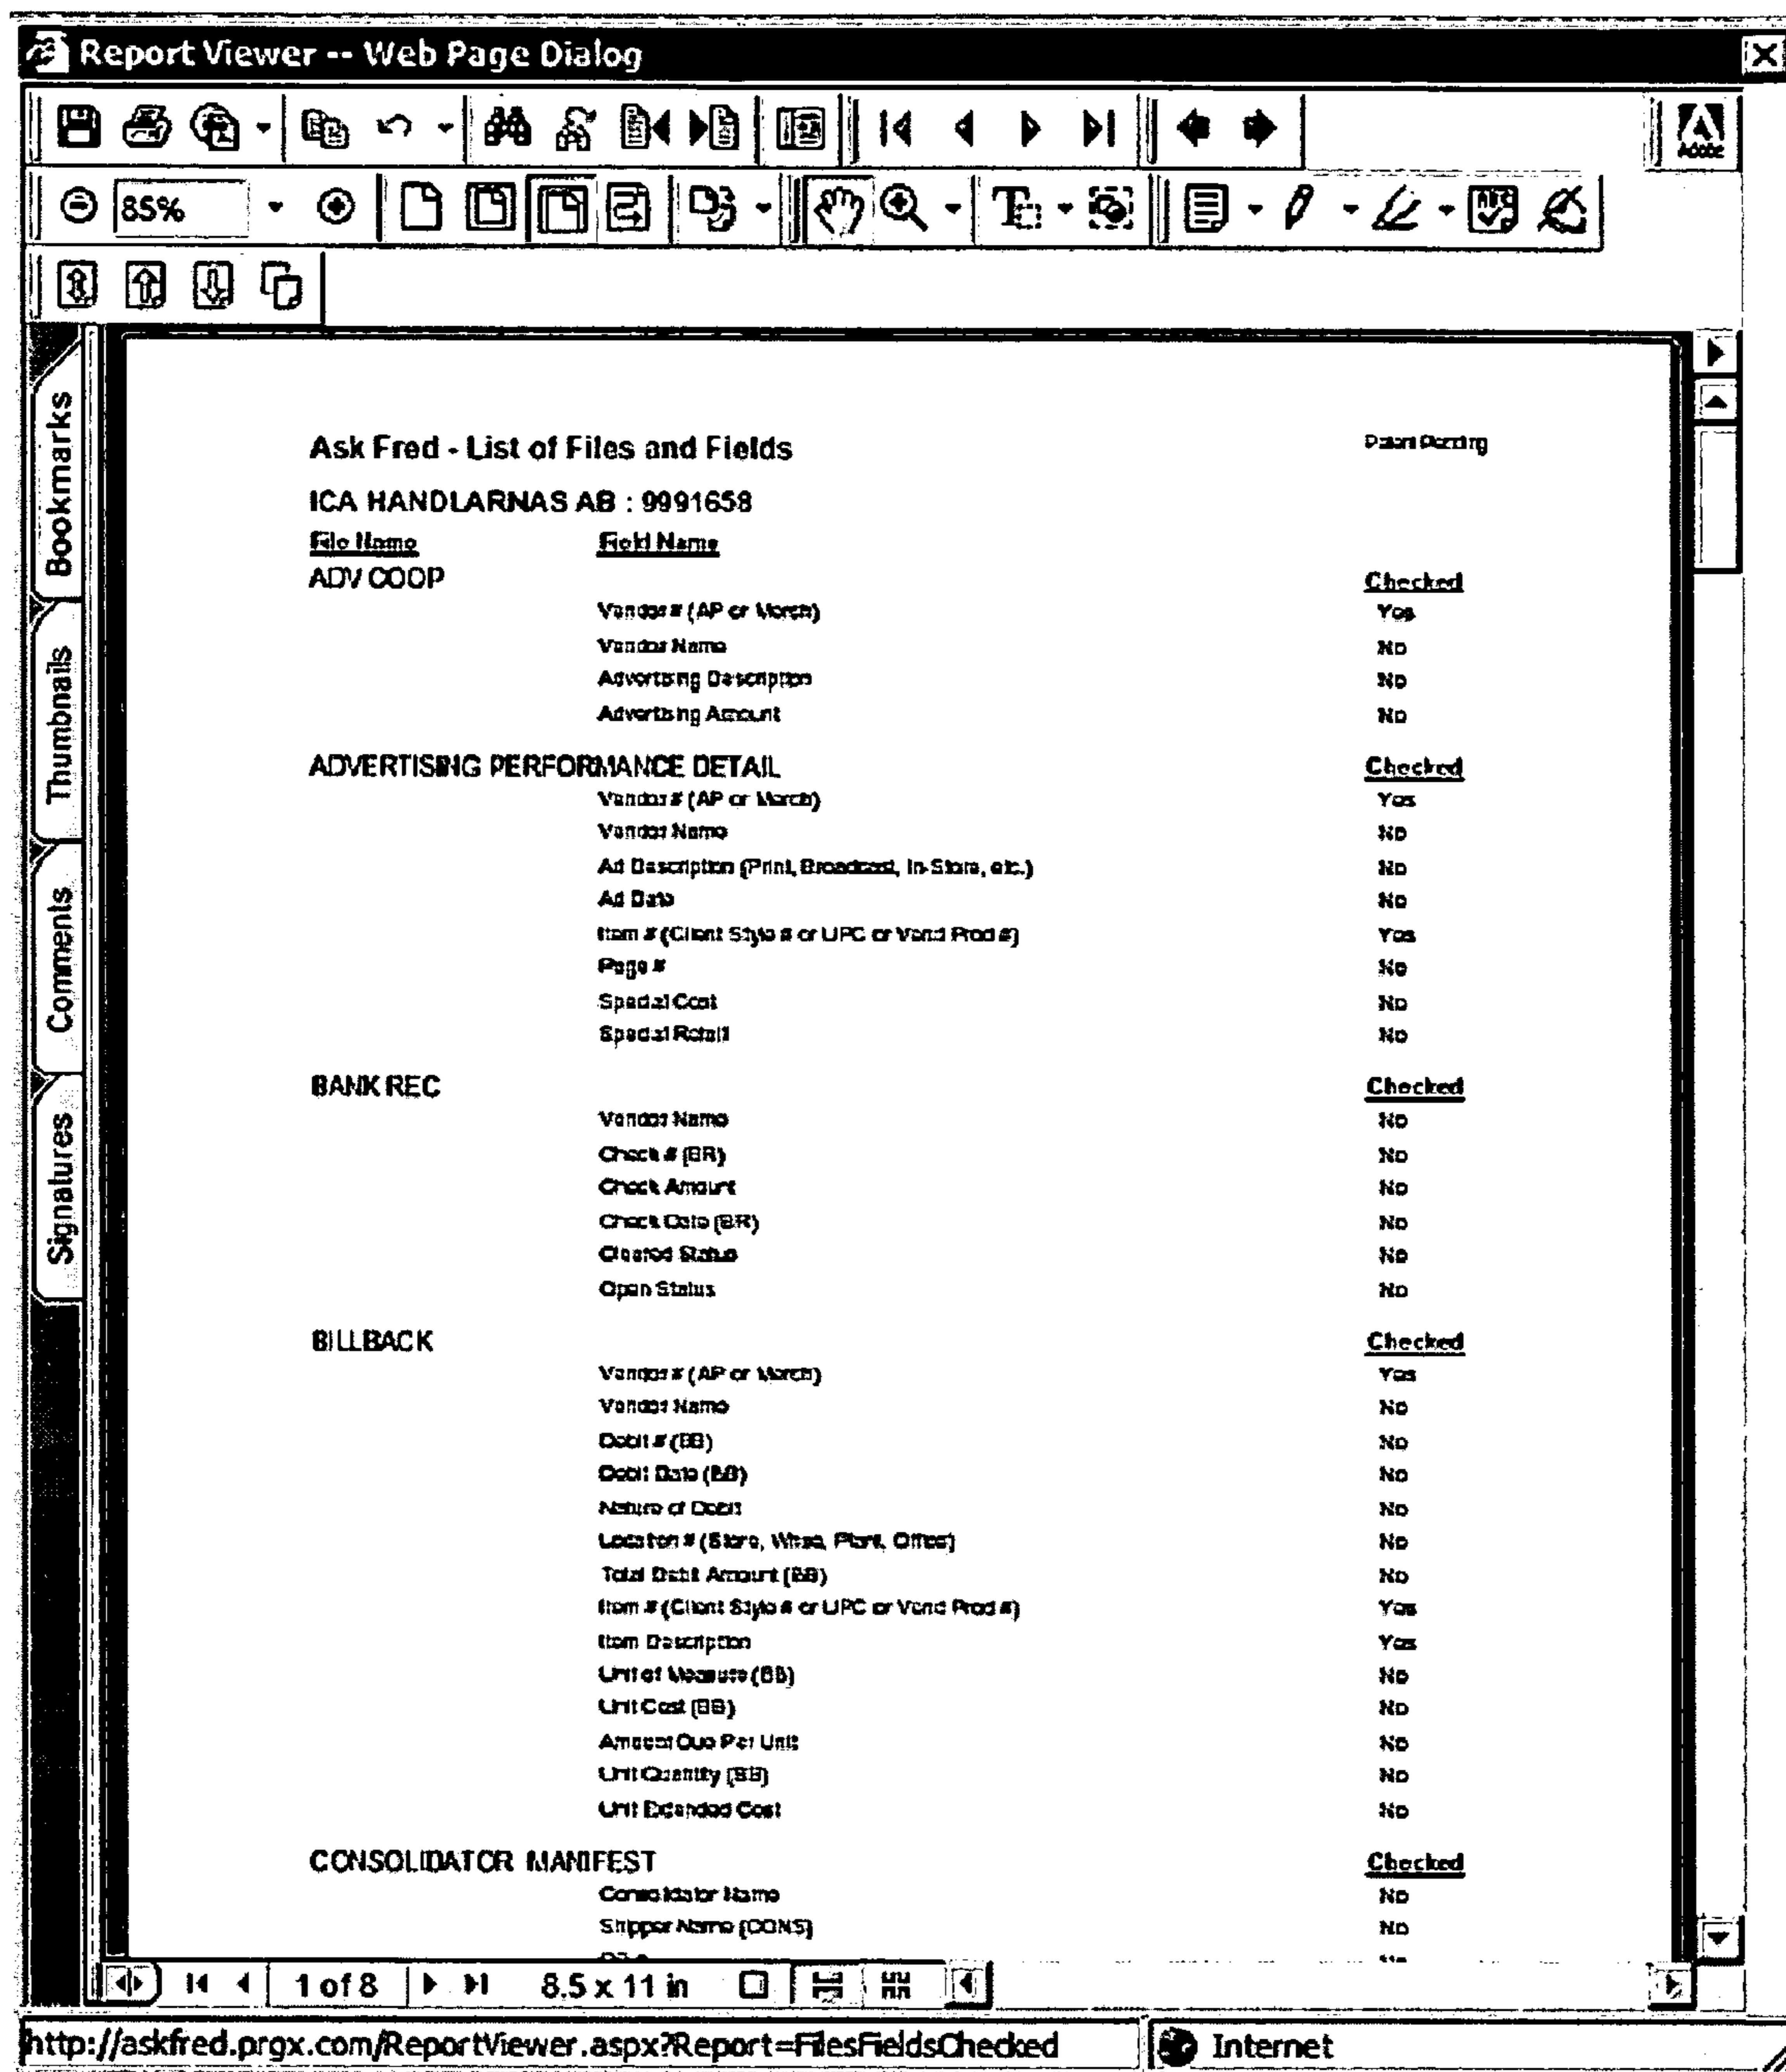 Report Viewer -- Web Page Dialog
Adobe
85%
Bookmarks
Thumbnails
Comments
Signatures
Ask Fred - List of Files and Fields Patent Pending
ICA HANDLARNAS AB : 9991658
File Name Field Name
ADV COOP Checked
Vendor # (AP or Merch) Yes
Vendor Name No
Advertising Description No
Advertising Amount No
ADVERTISING PERFORMANCE DETAIL Checked
Vendor # (AP or Merch) Yes
Vendor Name No
Ad Description (Print, Broadcast, In-Store, etc.) No
Ad Date No
Item # (Client Style # or UPC or Vend Prod #) Yes
Page # No
Special Cost No
Special Retail No
BANK REC Checked
Vendor Name No
Check # (BR) No
Check Amount No
Check Date (BR) No
Cleared Status No
Open Status No
BILLBACK Checked
Vendor # (AP or Merch) Yes
Vendor Name No
Debit # (BB) No
Debit Date (BB) No
Nature of Debit No
Location # (Store, Whse, Plant, Office) No
Total Debit Amount (BB) No
Item # (Client Style # or UPC or Vend Prod #) Yes
Item Description Yes
Unit of Measure (BB) No
Unit Cost (BB) No
Amount Due Per Unit No
Unit Quantity (BB) No
Unit Extended Cost No
CONSOLIDATOR MANIFEST Checked
Consolidator Name No
Shipper Name (CONS) No
1 of 8 8.5 x 11 in
http://askfred.prgx.com/ReportViewer.aspx?Report=FilesFieldsChecked Internet